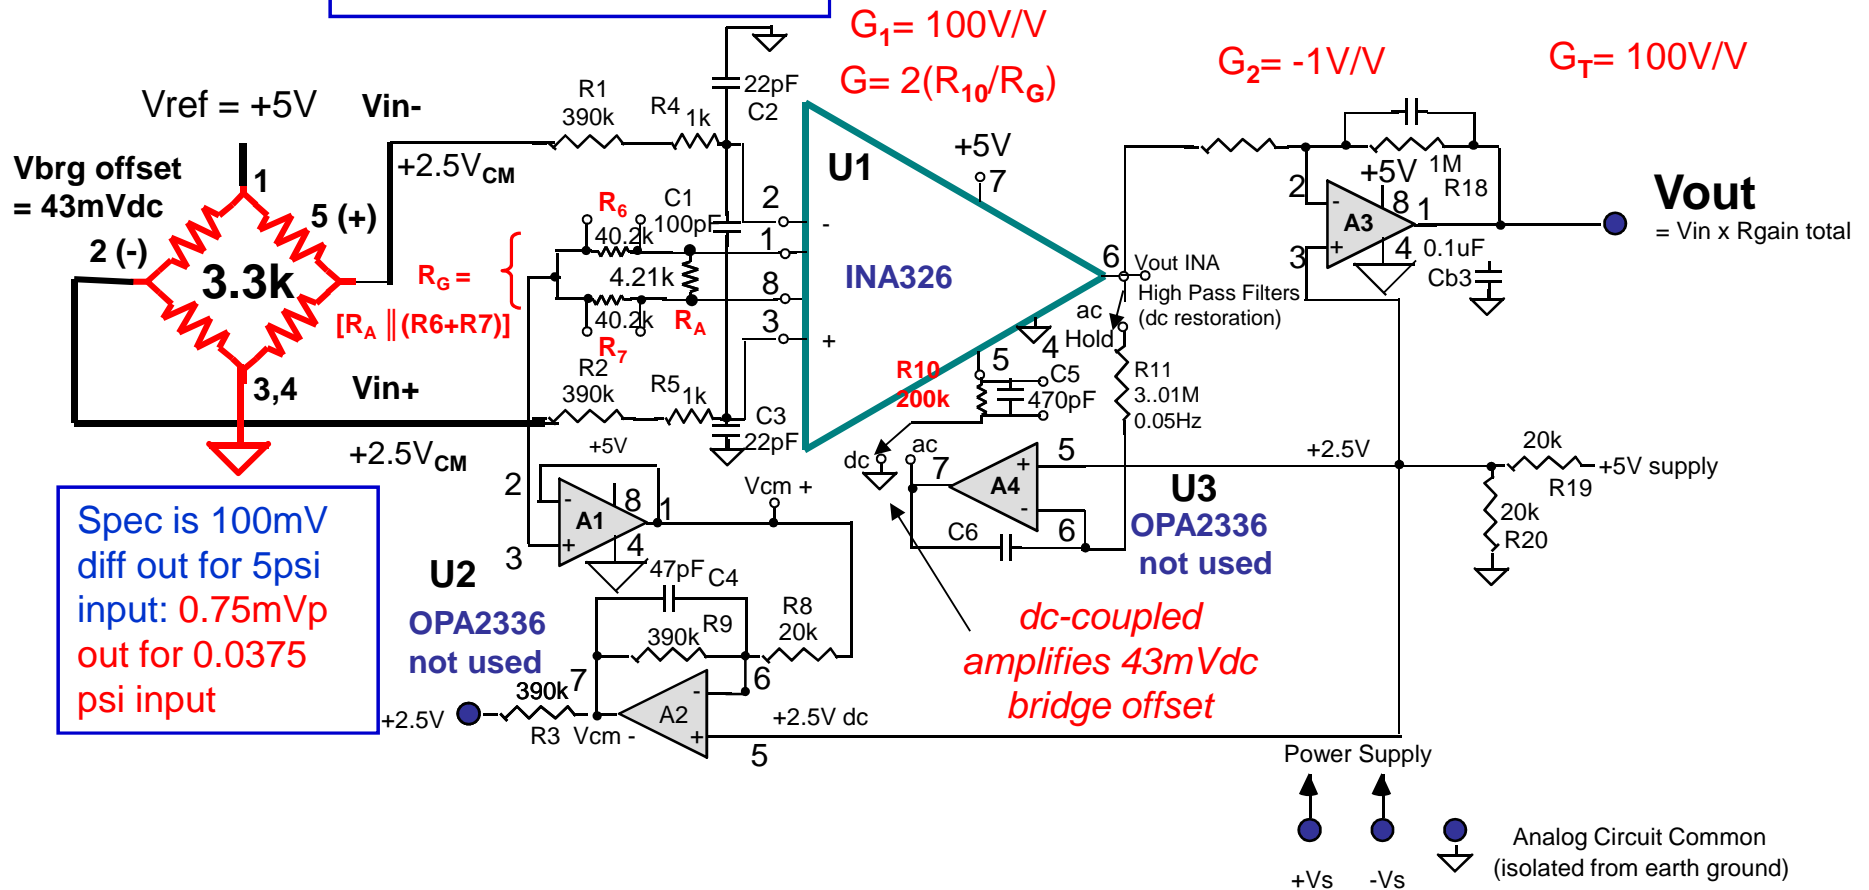 G1= 100V/V
G= 2(R10/RG)
G2= -1V/V
GT= 100V/V
Vref = +5V
Vin-
R1
390k
R4
1k
22pF
C2
+2.5VCM
Vbrg offset
= 43mVdc
1
5 (+)
2 (-)
3.3k
3,4
RG =
[RA ||(R6+R7)]
R6
40.2k
C1
100pF
4.21k
40.2k
R7
RA
2
1
8
3
-
+
U1
INA326
+5V
7
6
Vout INA
High Pass Filters
(dc restoration)
ac
Hold
4
5
R10
200k
C5
470pF
R11
3..01M
0.05Hz
2
3
-
+
A3
+5V
8
1
4
1M
R18
0.1uF
Cb3
Vout
= Vin x Rgain total
Vin+
R2
390k
R5
1k
C3
22pF
+2.5VCM
+5V
2
3
-
+
A1
8
1
4
Vcm +
dc
ac
7
A4
+
-
5
6
C6
U3
OPA2336
not used
+2.5V
20k
R19
+5V supply
20k
R20
Spec is 100mV
diff out for 5psi
input: 0.75mVp
out for 0.0375
psi input
U2
OPA2336
not used
47pF
C4
R9
390k
R8
20k
7
6
A2
-
+
5
390k
R3
+2.5V
Vcm -
+2.5V dc
dc-coupled
amplifies 43mVdc
bridge offset
Power Supply
+Vs
-Vs
Analog Circuit Common
(isolated from earth ground)